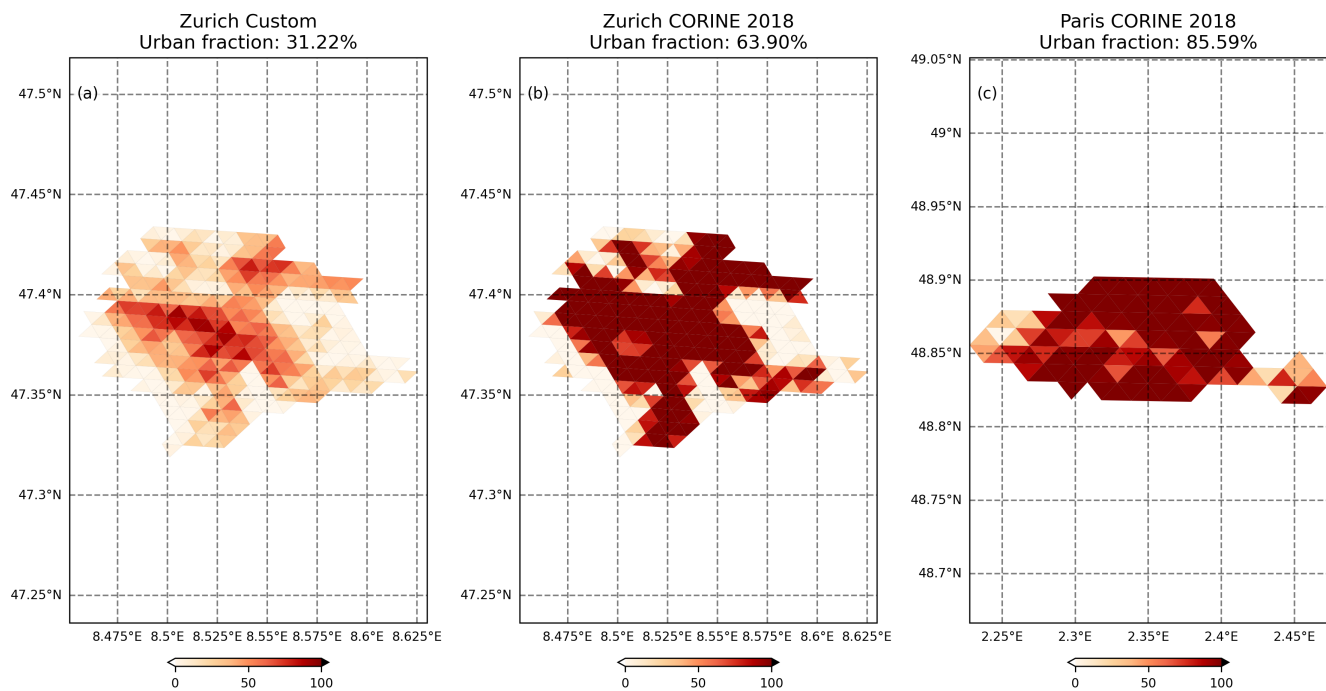 Zurich Custom
Urban fraction: 31.22%
(a)
47.5°N
47.45°N
47.4°N
47.35°N
47.3°N
47.25°N
8.475°E 8.5°E 8.525°E 8.55°E 8.575°E 8.6°E 8.625°E
0 50 100
Zurich CORINE 2018
Urban fraction: 63.90%
(b)
47.5°N
47.45°N
47.4°N
47.35°N
47.3°N
47.25°N
8.475°E 8.5°E 8.525°E 8.55°E 8.575°E 8.6°E 8.625°E
0 50 100
Paris CORINE 2018
Urban fraction: 85.59%
49.05°N
(c)
49°N
48.95°N
48.9°N
48.85°N
48.8°N
48.75°N
48.7°N
2.25°E 2.3°E 2.35°E 2.4°E 2.45°E
0 50 100